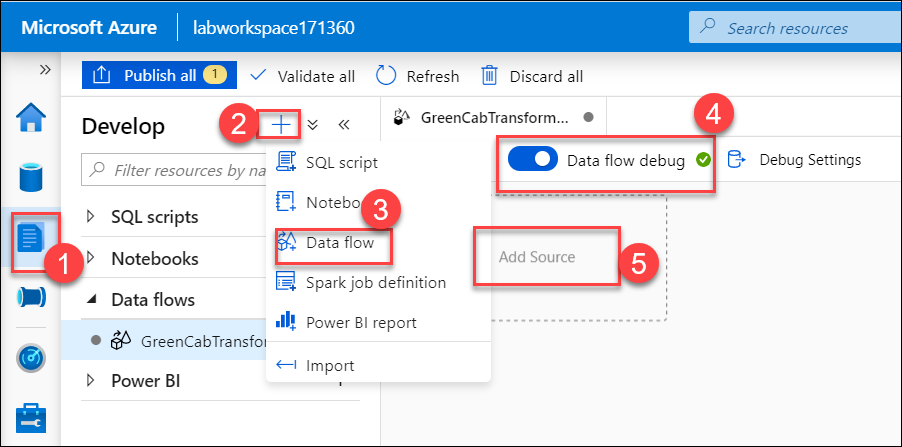 Microsoft Azure labworkspace171360 Search resources
Publish all 1 Validate all Refresh Discard all
Develop 2 GreenCabTransform... 4
Filter resources by na SQL script Data flow debug Debug Settings
SQL scripts 3
Notebooks Noteboo
Data flow Add Source 5
1
Data flows Spark job definition
GreenCabTransfor Power BI report
Power BI Import